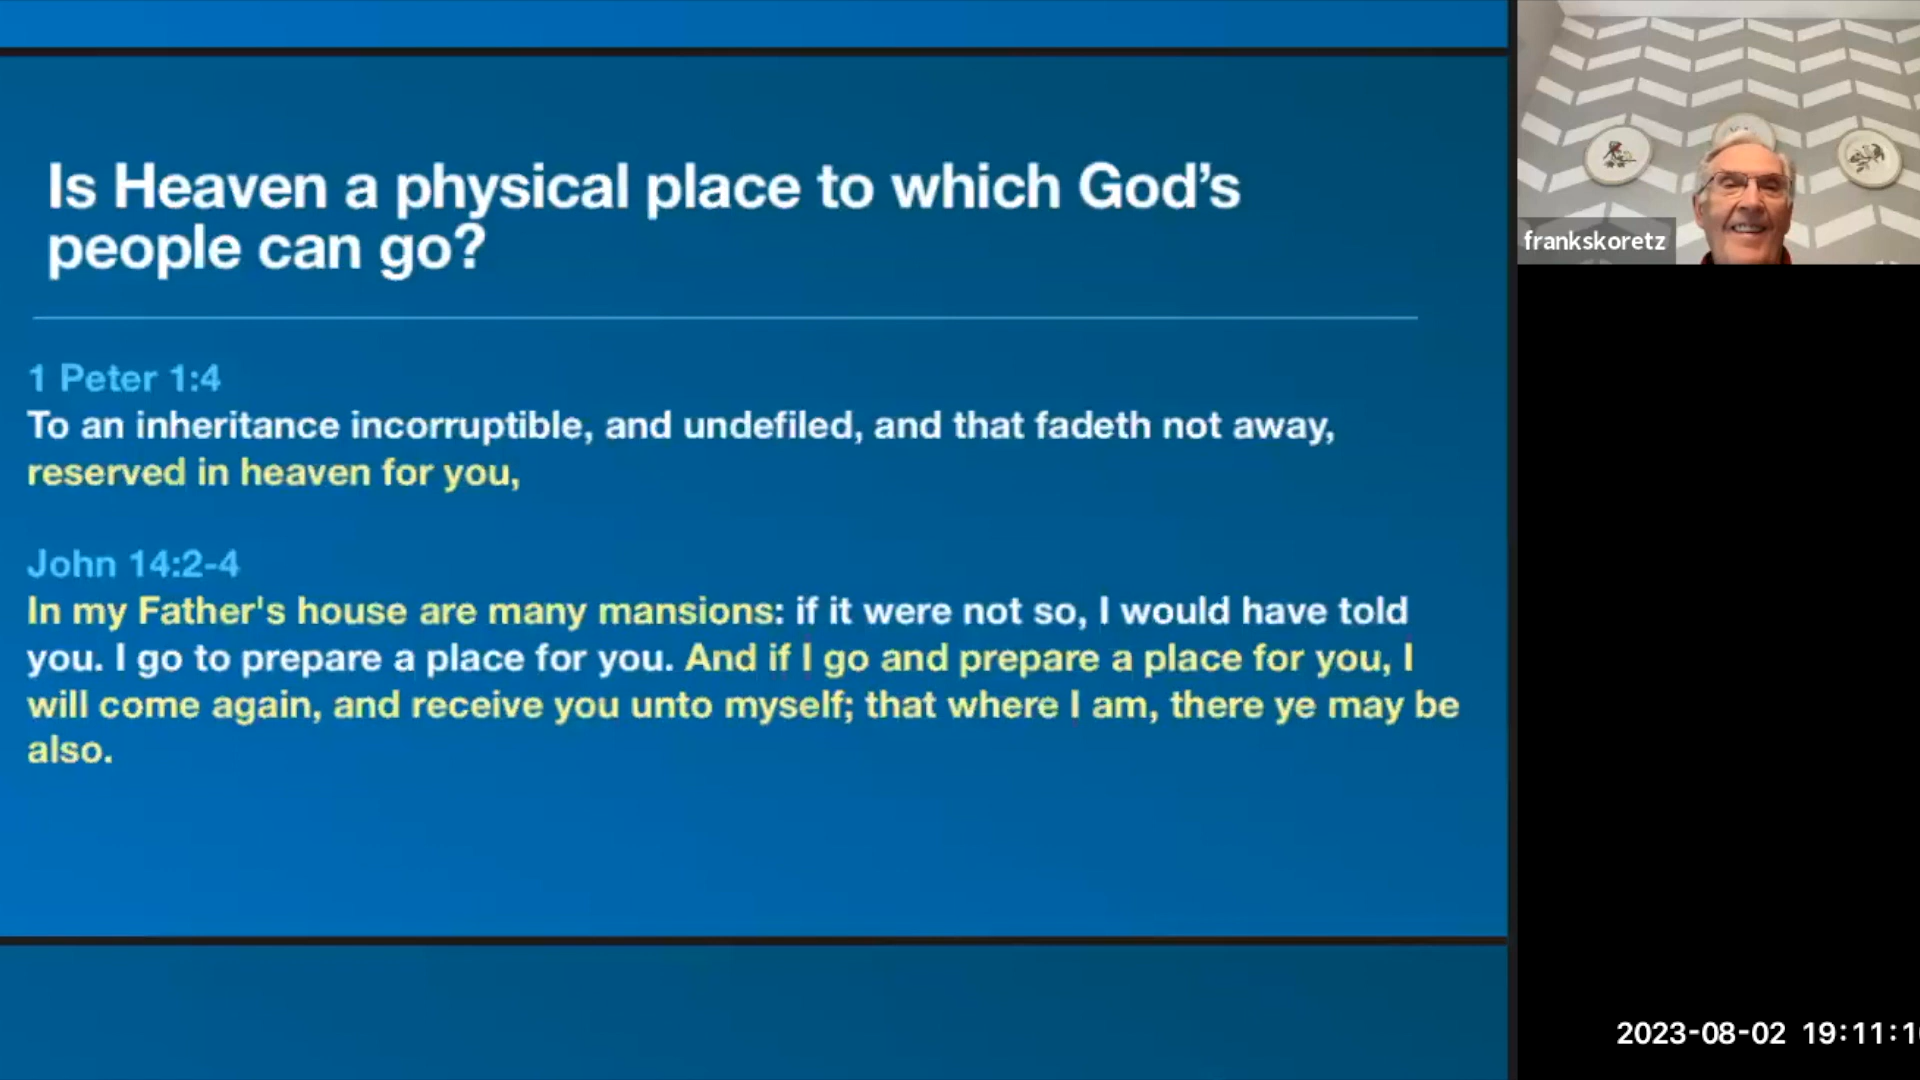 Is Heaven a physical place to which God’s
people can go?
1 Peter 1:4
To an inheritance incorruptible, and undefiled, and that fadeth not away,
reserved in heaven for you,
John 14:2-4
In my Father's house are many mansions: if it were not so, I would have told
you. I go to prepare a place for you. And if I go and prepare a place for you, I
will come again, and receive you unto myself; that where I am, there ye may be
also.
frankskoretz
2023-08-02 19:11:1